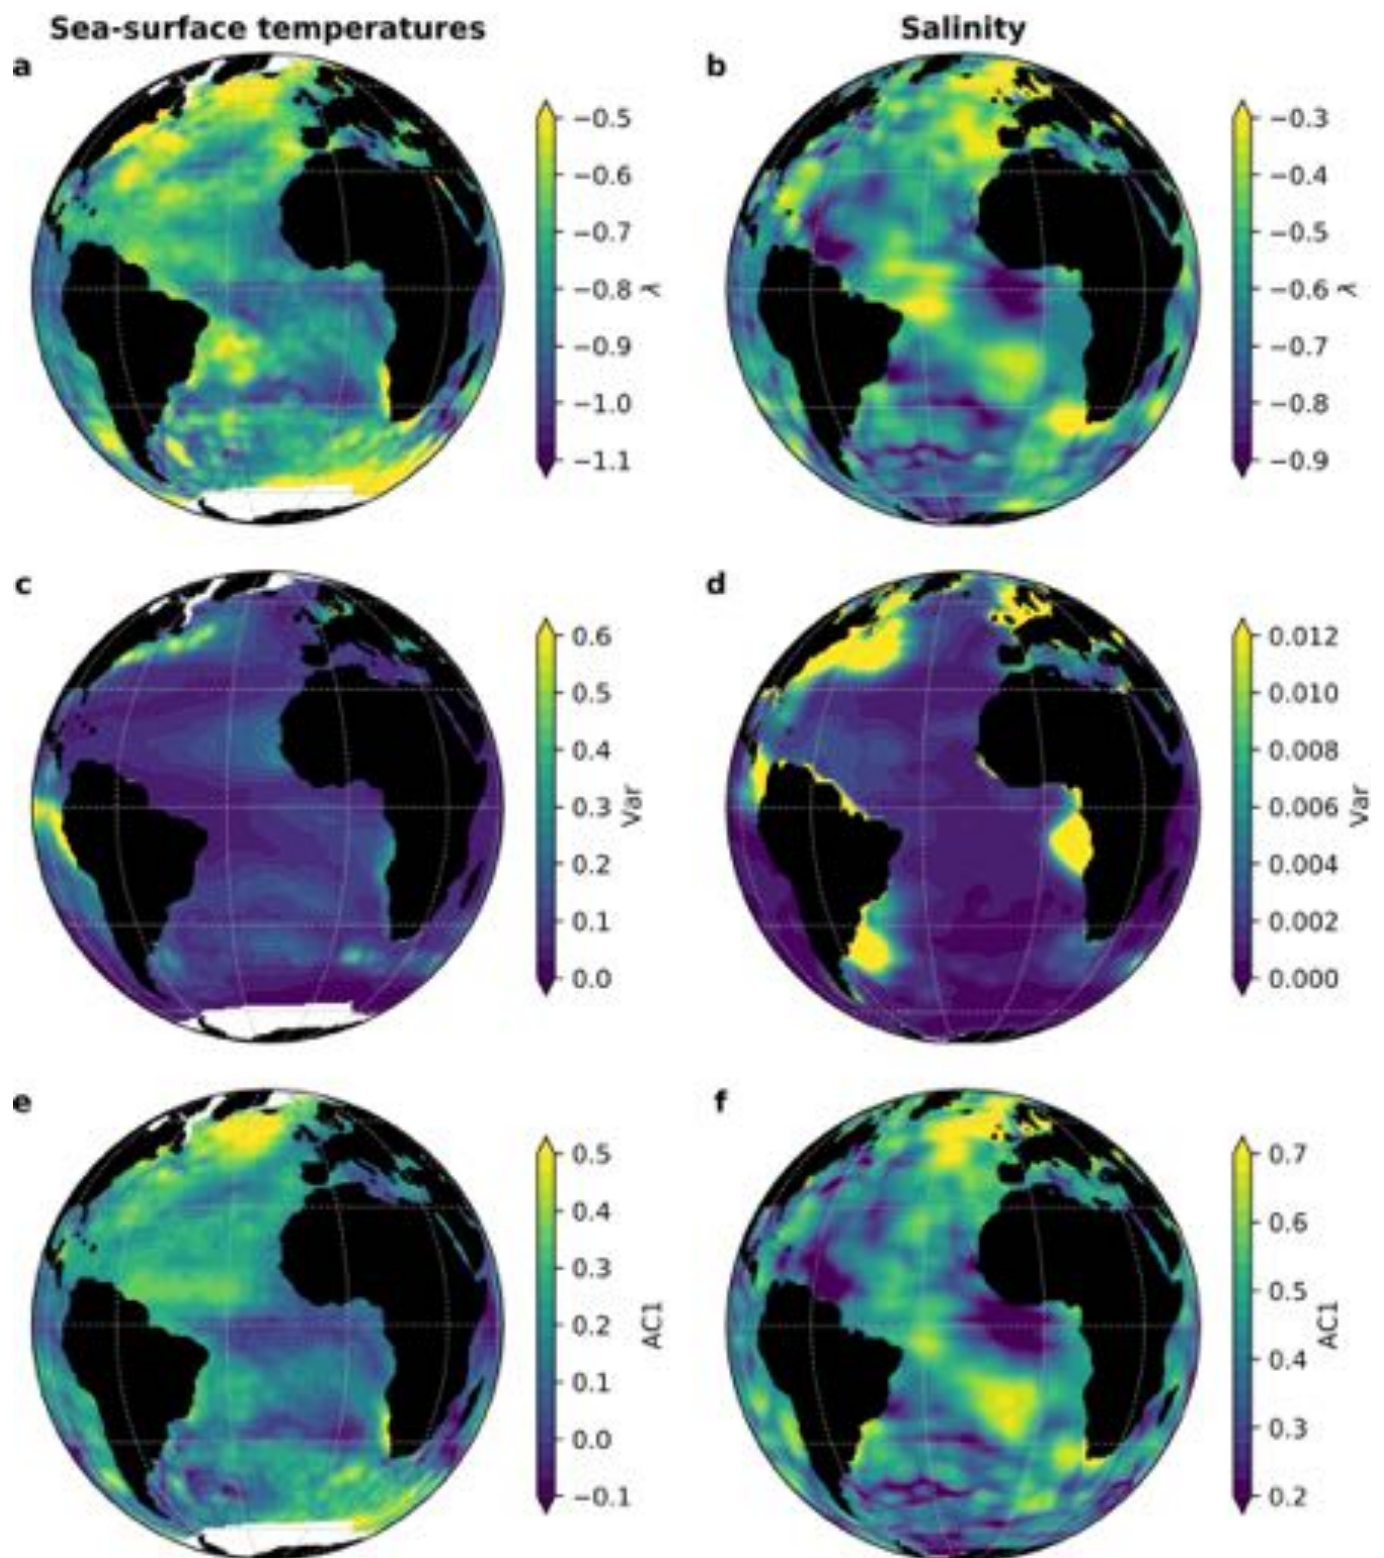 Sea-surface temperatures
Salinity
a
−0.5
−0.6
−0.7
−0.8
−0.9
−1.0
−1.1
λ
b
−0.3
−0.4
−0.5
−0.6
−0.7
−0.8
−0.9
λ
c
0.6
0.5
0.4
0.3
0.2
0.1
0.0
Var
d
0.012
0.010
0.008
0.006
0.004
0.002
0.000
Var
e
0.5
0.4
0.3
0.2
0.1
0.0
−0.1
AC1
f
0.7
0.6
0.5
0.4
0.3
0.2
AC1